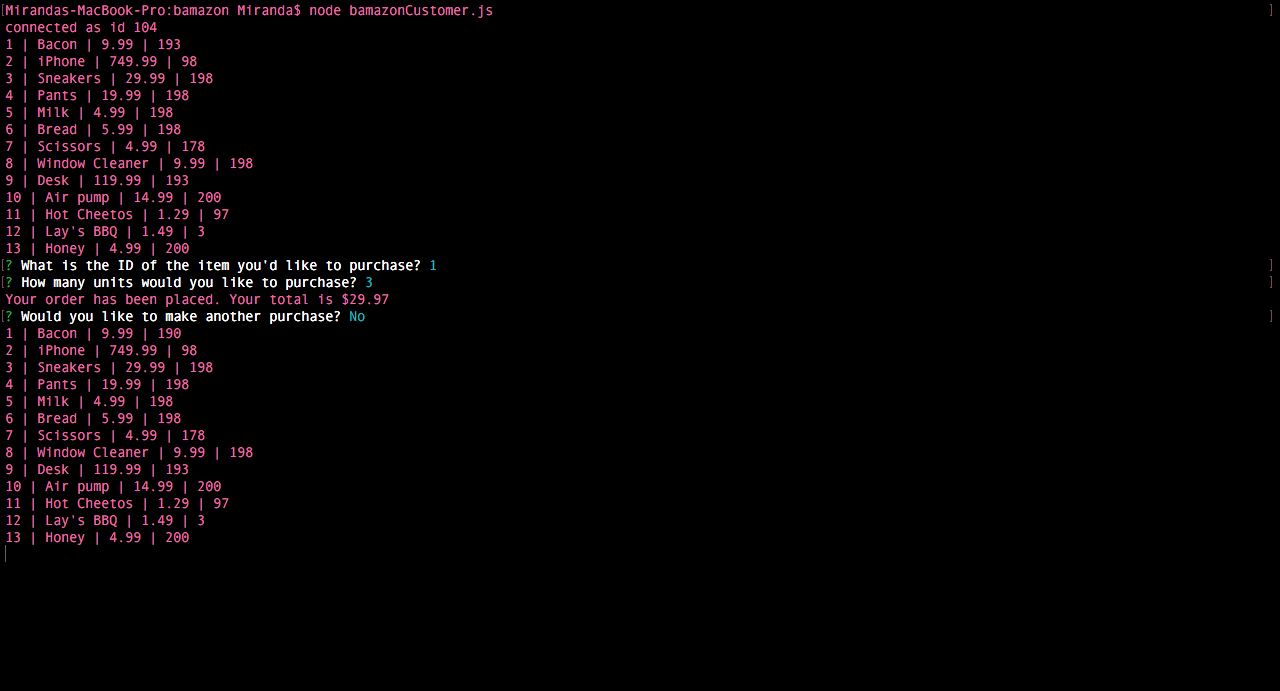 [Mirandas-MacBook-Pro:bamazon Miranda$ node bamazonCustomer.js ]
connected as id 104
1 | Bacon | 9.99 | 193
2 | iPhone | 749.99 | 98
3 | Sneakers | 29.99 | 198
4 | Pants | 19.99 | 198
5 | Milk | 4.99 | 198
6 | Bread | 5.99 | 198
7 | Scissors | 4.99 | 178
8 | Window Cleaner | 9.99 | 198
9 | Desk | 119.99 | 193
10 | Air pump | 14.99 | 200
11 | Hot Cheetos | 1.29 | 97
12 | Lay's BBQ | 1.49 | 3
13 | Honey | 4.99 | 200
[? What is the ID of the item you'd like to purchase? 1 ]
[? How many units would you like to purchase? 3 ]
Your order has been placed. Your total is $29.97
[? Would you like to make another purchase? No ]
1 | Bacon | 9.99 | 190
2 | iPhone | 749.99 | 98
3 | Sneakers | 29.99 | 198
4 | Pants | 19.99 | 198
5 | Milk | 4.99 | 198
6 | Bread | 5.99 | 198
7 | Scissors | 4.99 | 178
8 | Window Cleaner | 9.99 | 198
9 | Desk | 119.99 | 193
10 | Air pump | 14.99 | 200
11 | Hot Cheetos | 1.29 | 97
12 | Lay's BBQ | 1.49 | 3
13 | Honey | 4.99 | 200